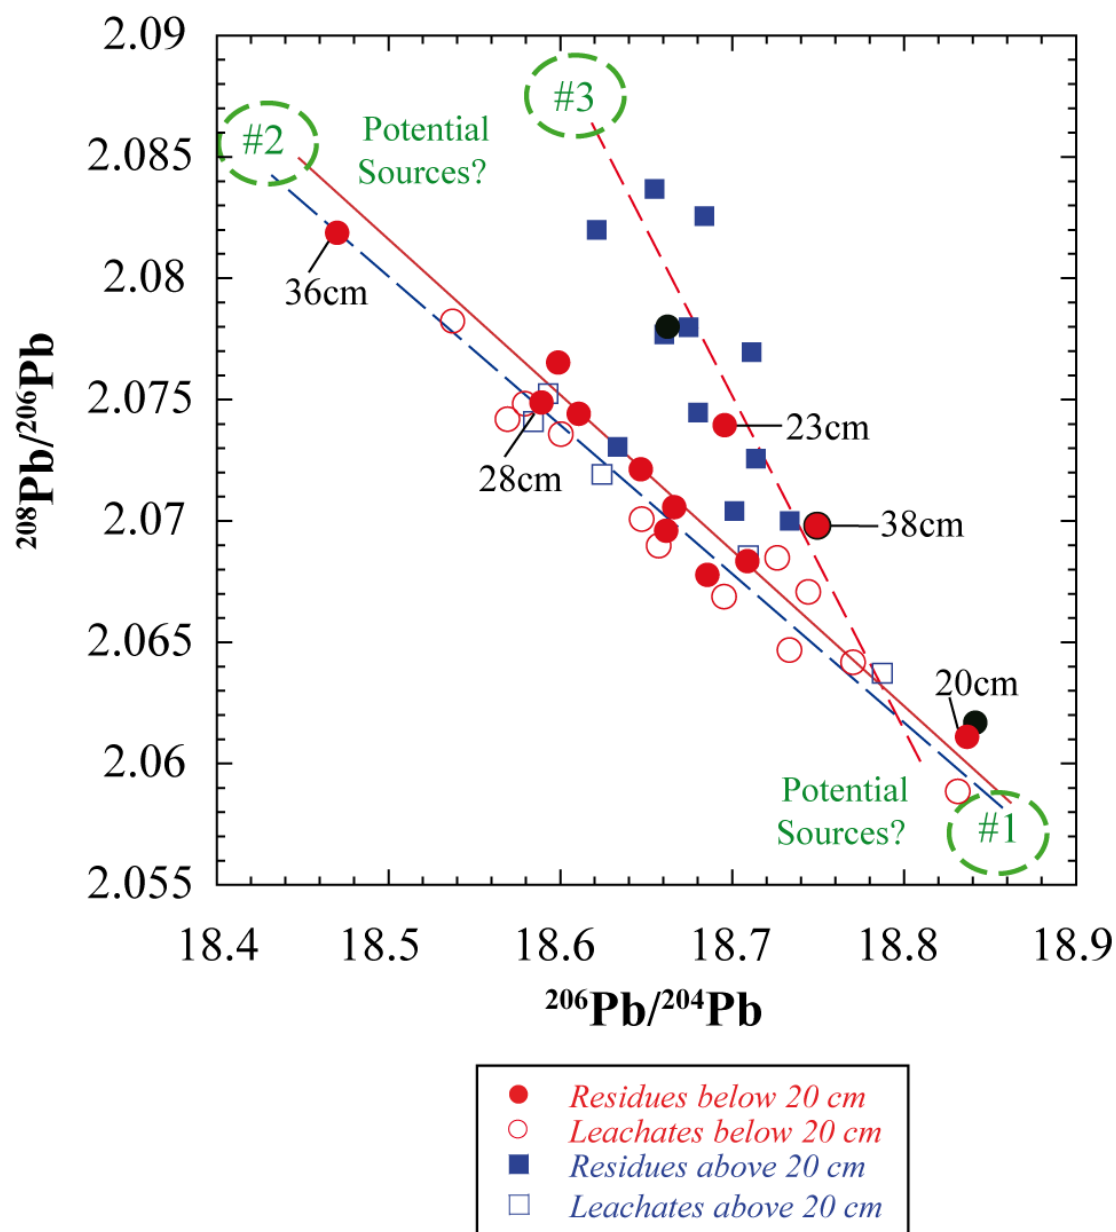 2.09
2.085
2.08
2.075
2.07
2.065
2.06
2.055
²⁰⁸Pb/²⁰⁶Pb
#3
#2
Potential
Sources?
36cm
23cm
28cm
38cm
20cm
Potential
Sources?
#1
18.4 18.5 18.6 18.7 18.8 18.9
²⁰⁶Pb/²⁰⁴Pb
Residues below 20 cm
Leachates below 20 cm
Residues above 20 cm
Leachates above 20 cm